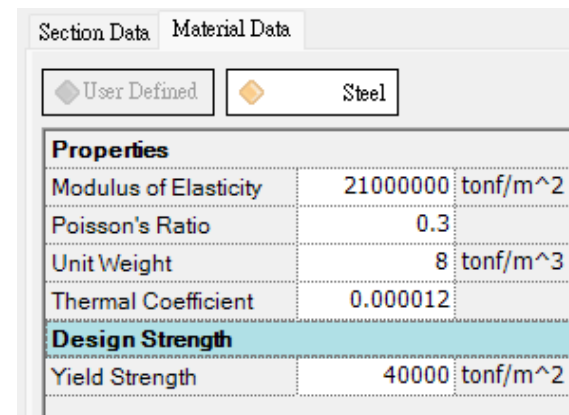 Section Data Material Data
User Defined Steel
Properties
Modulus of Elasticity 21000000 tonf/m^2
Poisson's Ratio 0.3
Unit Weight 8 tonf/m^3
Thermal Coefficient 0.000012
Design Strength
Yield Strength 40000 tonf/m^2